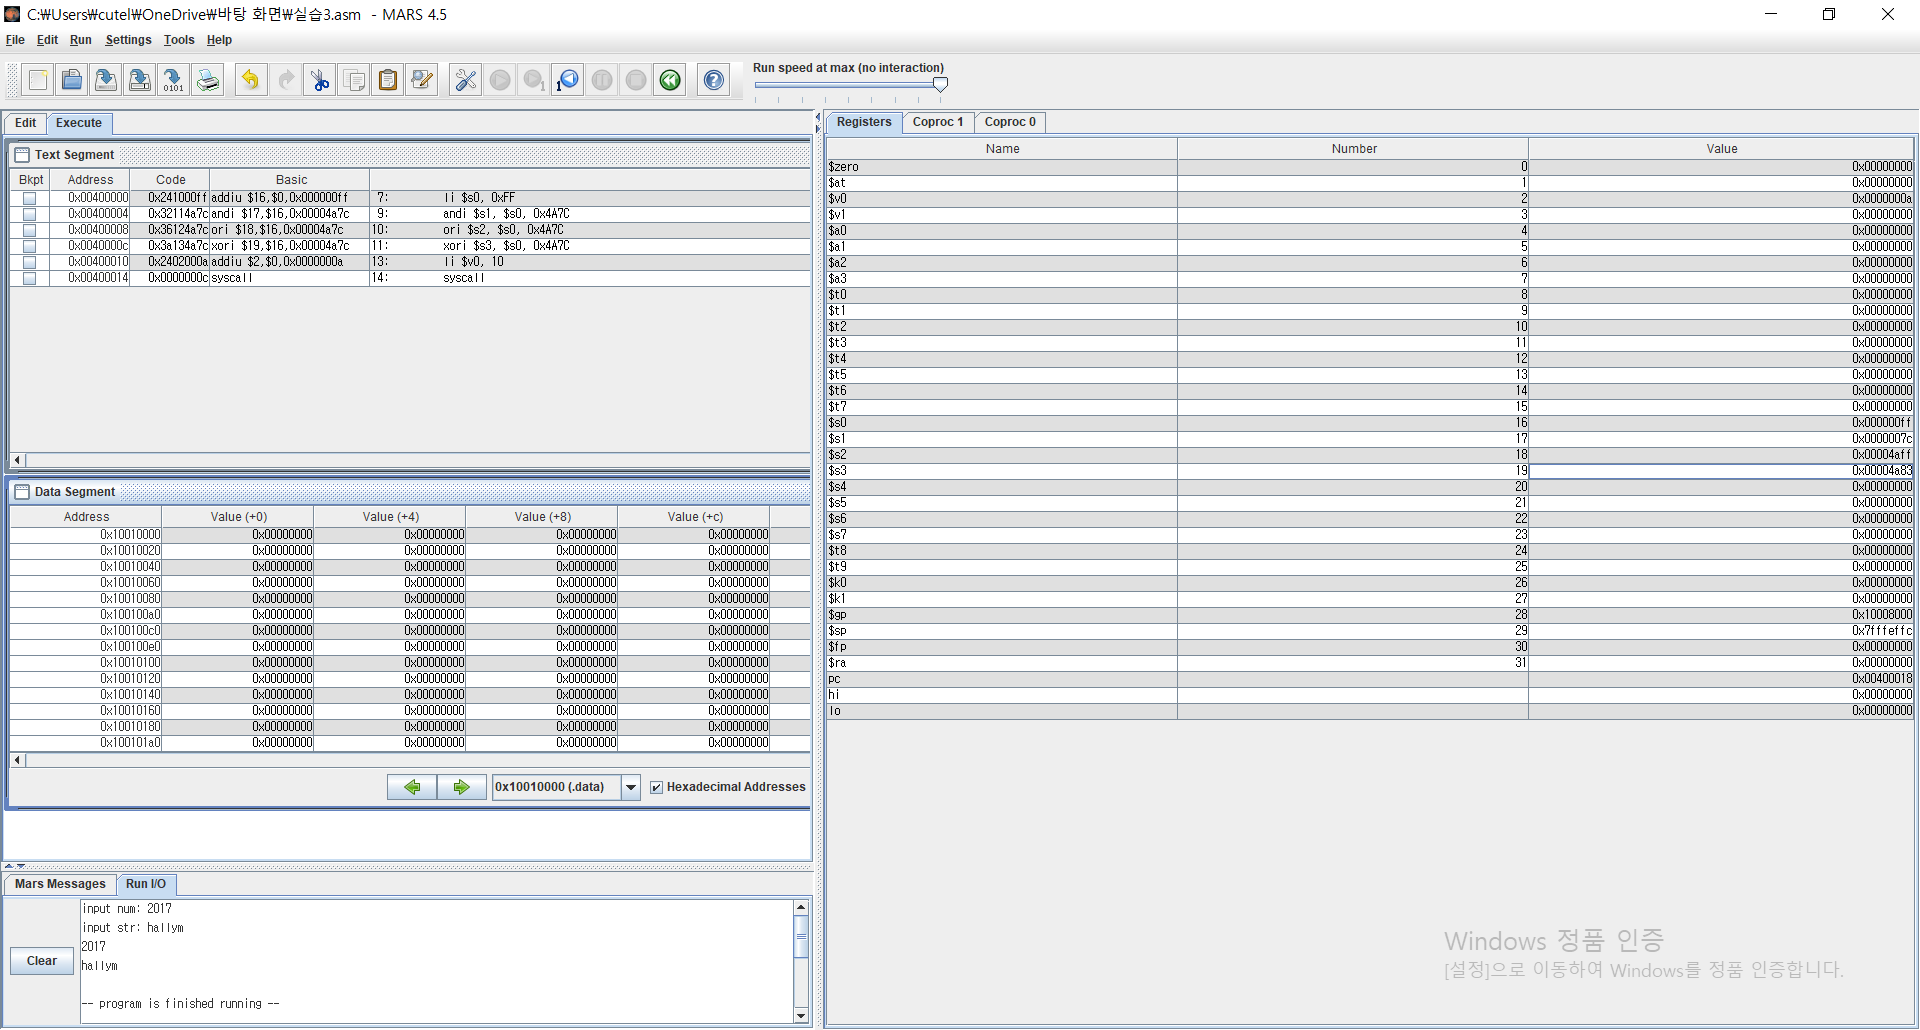 C:₩Users₩cutel₩OneDrive₩바탕 화면₩실습3.asm - MARS 4.5
File Edit Run Settings Tools Help
Run speed at max (no interaction)
Edit Execute
Text Segment
Bkpt Address Code Basic
0x00400000 0x241000ff addiu $16,$0,0x000000ff 7: li $s0, 0xFF
0x00400004 0x32114a7c andi $17,$16,0x00004a7c 9: andi $s1, $s0, 0x4A7C
0x00400008 0x36124a7c ori $18,$16,0x00004a7c 10: ori $s2, $s0, 0x4A7C
0x0040000c 0x3a134a7c xori $19,$16,0x00004a7c 11: xori $s3, $s0, 0x4A7C
0x00400010 0x2402000a addiu $2,$0,0x0000000a 13: li $v0, 10
0x00400014 0x0000000c syscall 14: syscall
Data Segment
Address Value (+0) Value (+4) Value (+8) Value (+c)
0x10010000 0x00000000 0x00000000 0x00000000 0x00000000
0x10010020 0x00000000 0x00000000 0x00000000 0x00000000
0x10010040 0x00000000 0x00000000 0x00000000 0x00000000
0x10010060 0x00000000 0x00000000 0x00000000 0x00000000
0x10010080 0x00000000 0x00000000 0x00000000 0x00000000
0x100100a0 0x00000000 0x00000000 0x00000000 0x00000000
0x100100c0 0x00000000 0x00000000 0x00000000 0x00000000
0x100100e0 0x00000000 0x00000000 0x00000000 0x00000000
0x10010100 0x00000000 0x00000000 0x00000000 0x00000000
0x10010120 0x00000000 0x00000000 0x00000000 0x00000000
0x10010140 0x00000000 0x00000000 0x00000000 0x00000000
0x10010160 0x00000000 0x00000000 0x00000000 0x00000000
0x10010180 0x00000000 0x00000000 0x00000000 0x00000000
0x100101a0 0x00000000 0x00000000 0x00000000 0x00000000
0x10010000 (.data) Hexadecimal Addresses
Mars Messages Run I/O
Clear
input num: 2017
input str: hallym
2017
hallym
-- program is finished running --
Registers Coproc 1 Coproc 0
Name Number Value
$zero 0 0x00000000
$at 1 0x00000000
$v0 2 0x0000000a
$v1 3 0x00000000
$a0 4 0x00000000
$a1 5 0x00000000
$a2 6 0x00000000
$a3 7 0x00000000
$t0 8 0x00000000
$t1 9 0x00000000
$t2 10 0x00000000
$t3 11 0x00000000
$t4 12 0x00000000
$t5 13 0x00000000
$t6 14 0x00000000
$t7 15 0x00000000
$s0 16 0x000000ff
$s1 17 0x0000007c
$s2 18 0x00004aff
$s3 19 0x00004a83
$s4 20 0x00000000
$s5 21 0x00000000
$s6 22 0x00000000
$s7 23 0x00000000
$t8 24 0x00000000
$t9 25 0x00000000
$k0 26 0x00000000
$k1 27 0x00000000
$gp 28 0x10008000
$sp 29 0x7fffeffc
$fp 30 0x00000000
$ra 31 0x00000000
pc 0x00400018
hi 0x00000000
lo 0x00000000
Windows 정품 인증
[설정]으로 이동하여 Windows를 정품 인증합니다.